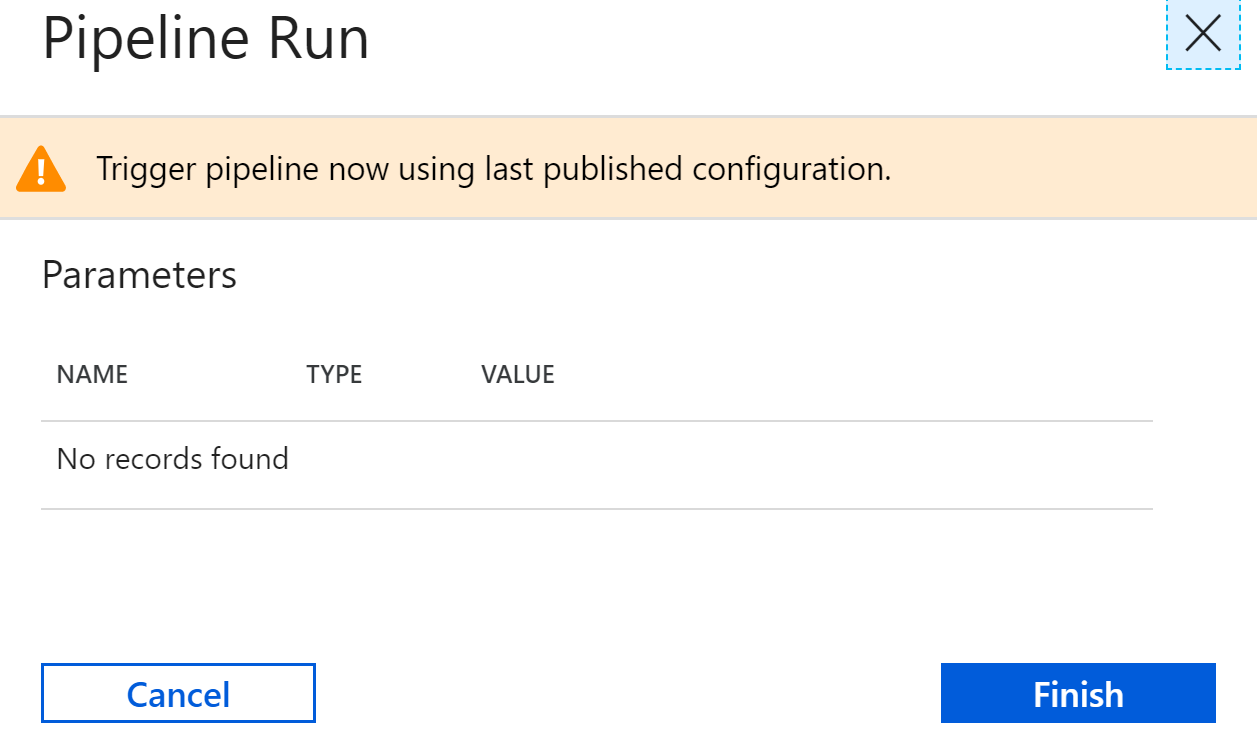 Pipeline Run
Trigger pipeline now using last published configuration.
Parameters
NAME TYPE VALUE
No records found
Cancel Finish